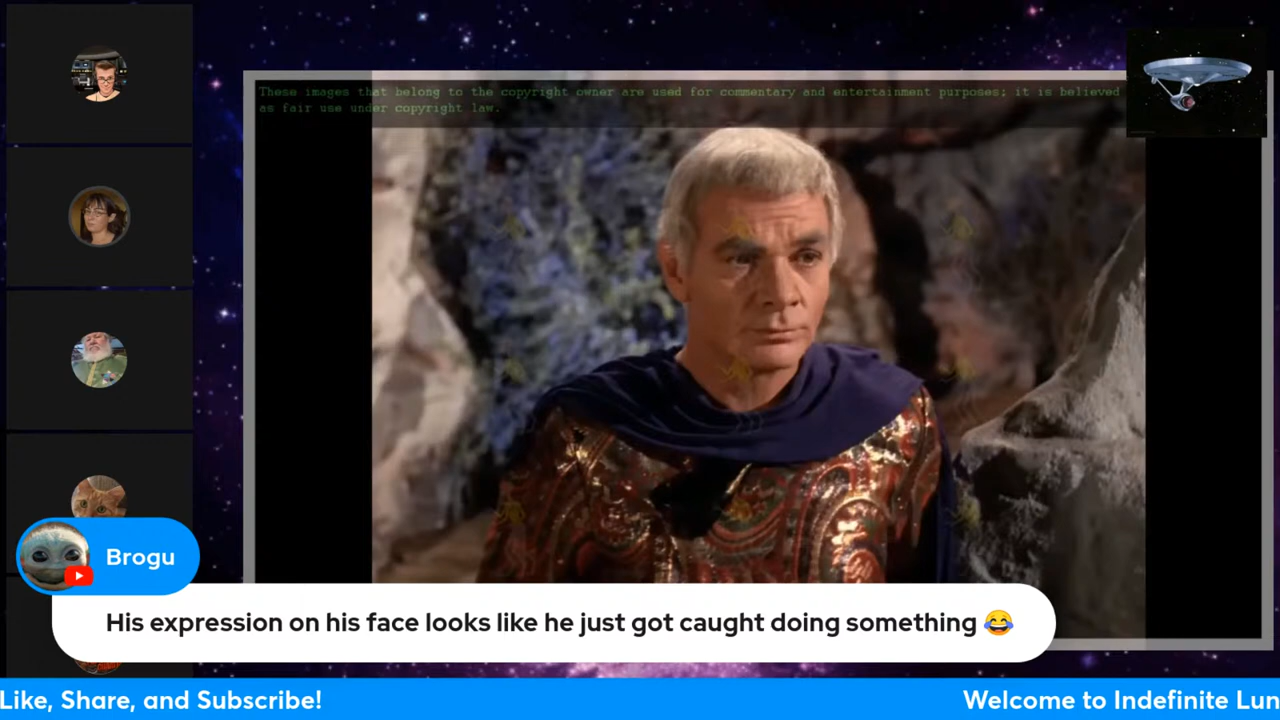 These images that belong to the copyright owner are used for commentary and entertainment purposes; it is believed
as fair use under copyright law.
Brogu
His expression on his face looks like he just got caught doing something 😂
Like, Share, and Subscribe!
Welcome to Indefinite Lun